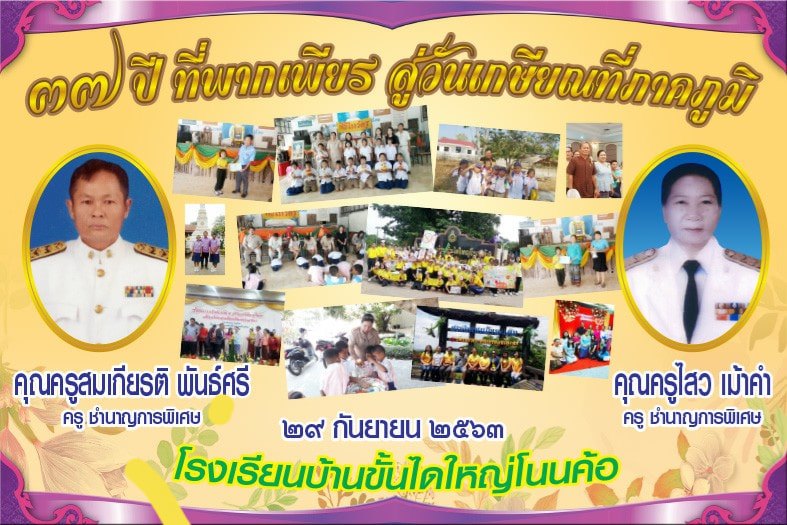 ๓๗ ปี ที่พากเพียร สู่วันเกษียณที่ภาคภูมิ
คุณครูสมเกียรติ พันธ์ศรี
ครู ชำนาญการพิเศษ
คุณครูไสว เม้าคำ
ครู ชำนาญการพิเศษ
๒๙ กันยายน ๒๕๖๓
โรงเรียนบ้านขั้นไดใหญ่โนนค้อ